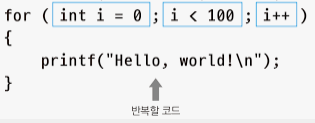 for ( int i = 0 ; i < 100 ; i++ )
{
    printf("Hello, world!\n");
}
반복할 코드